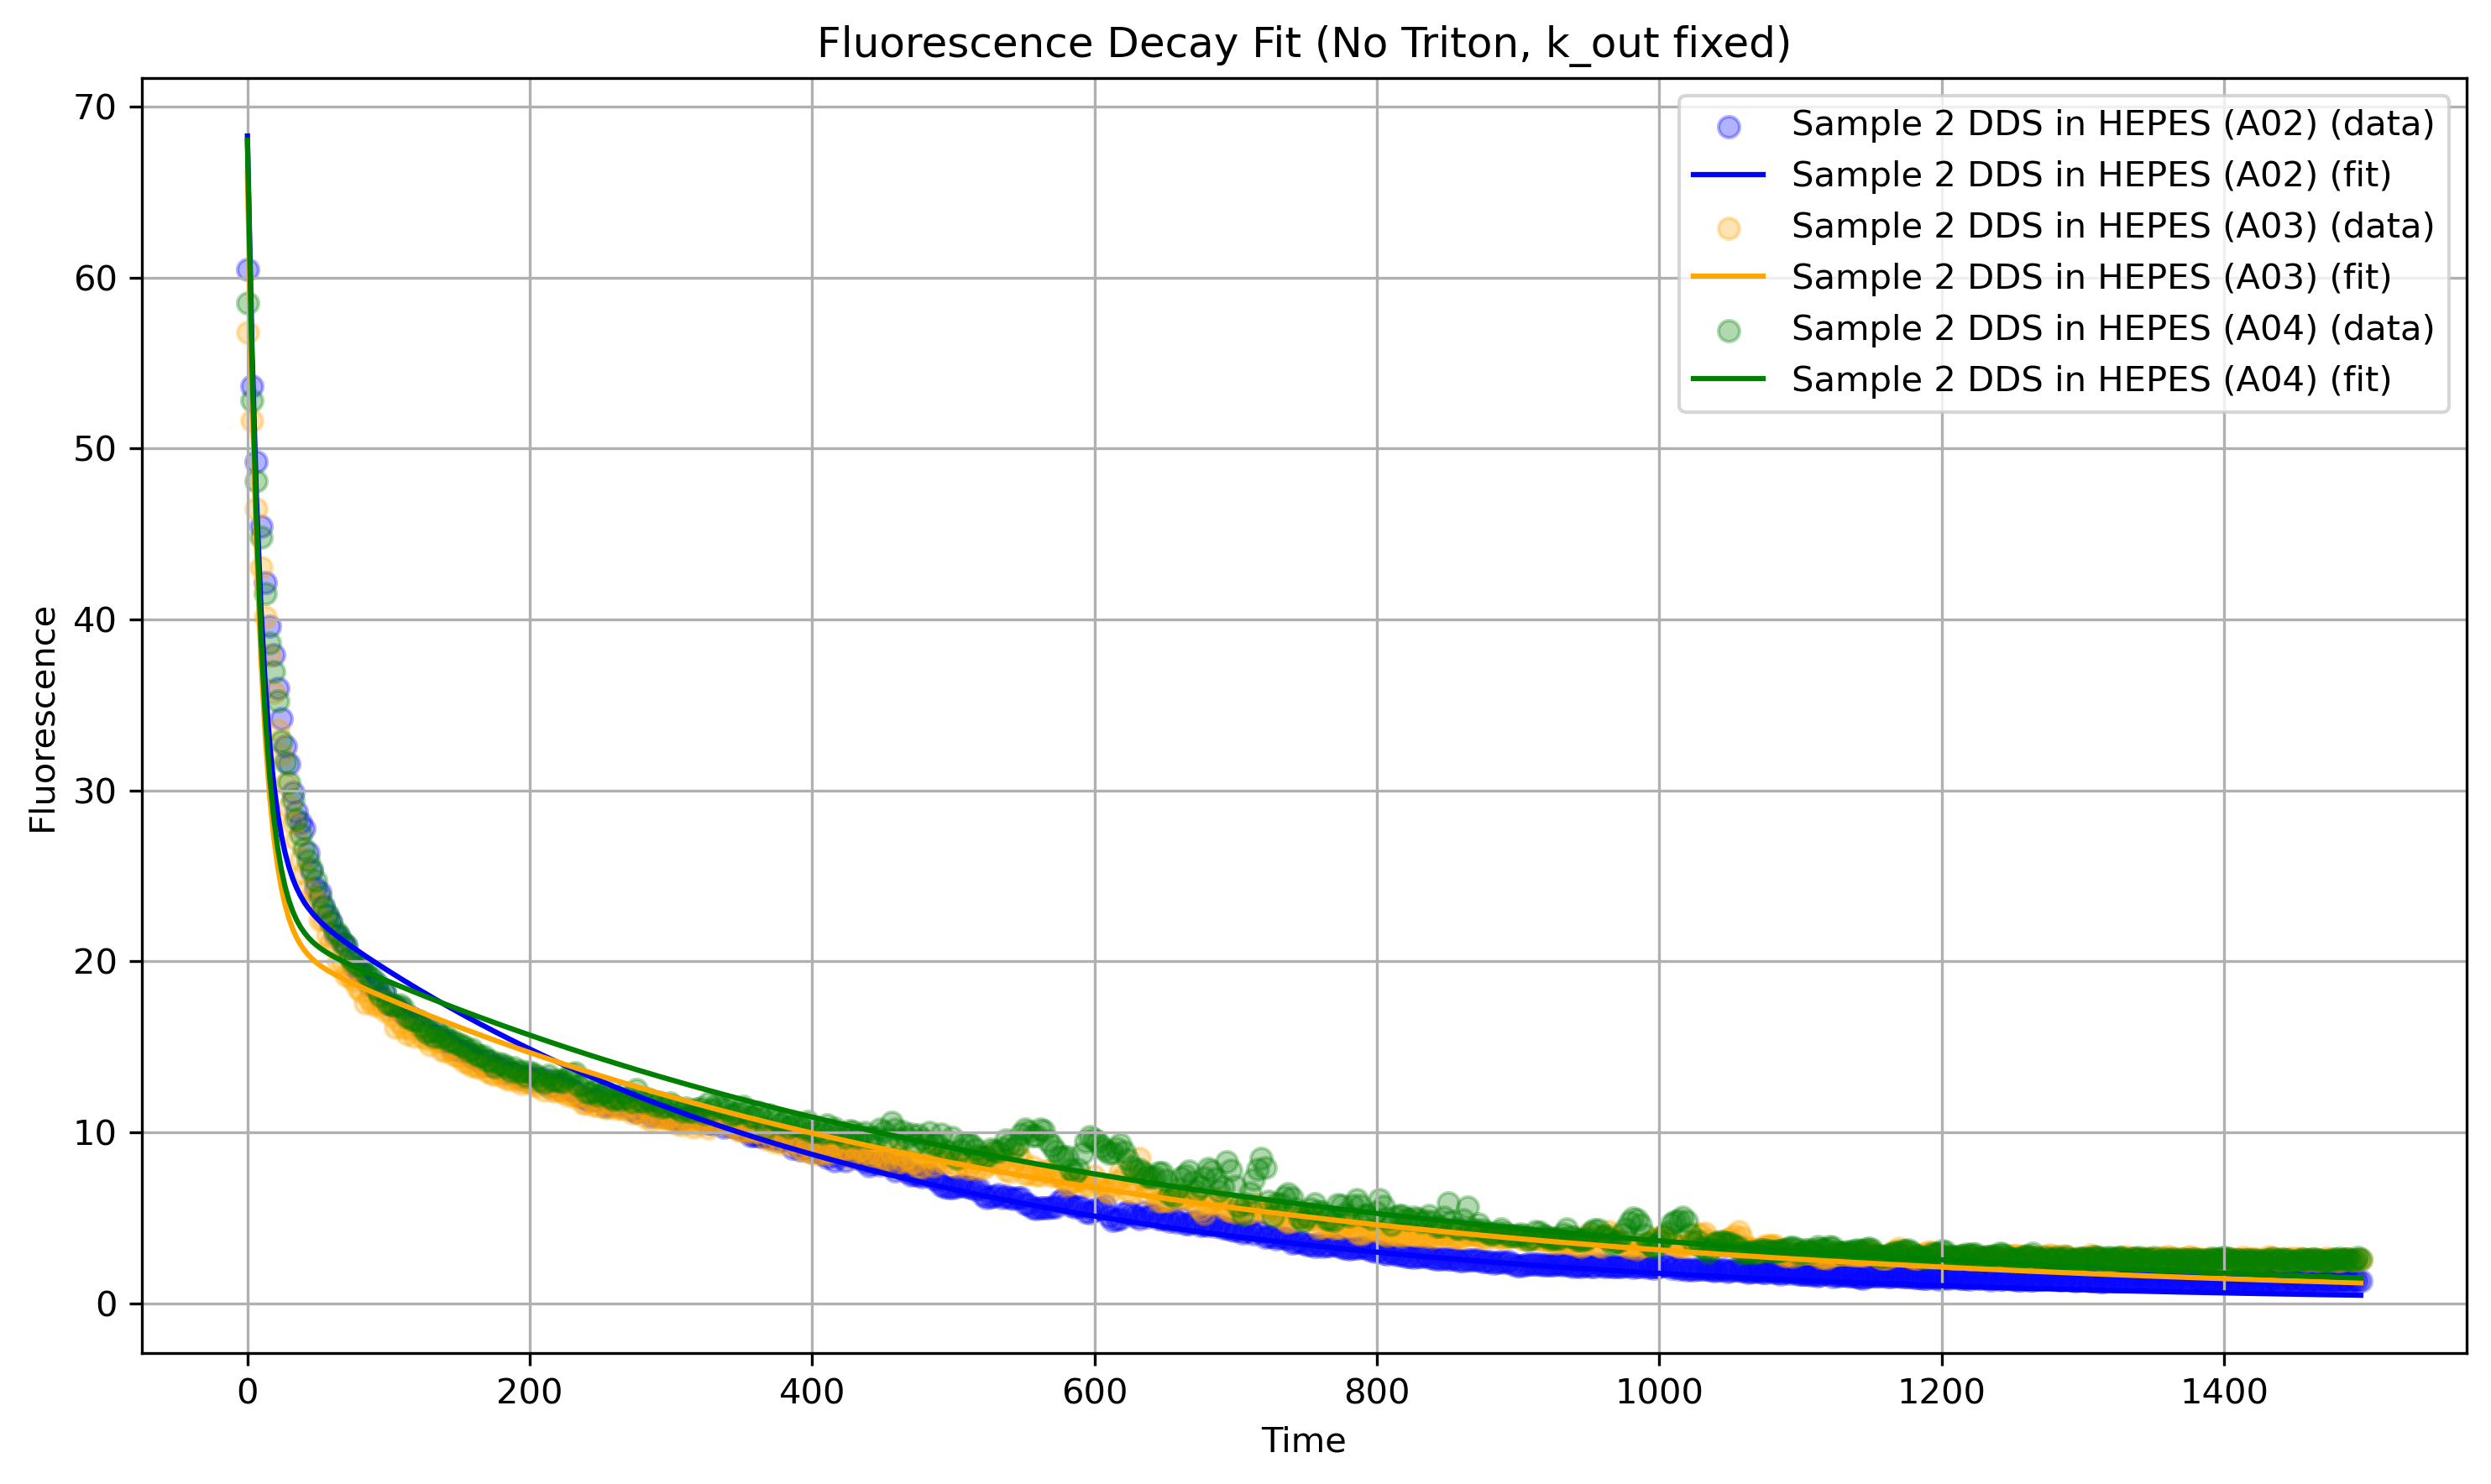 Fluorescence Decay Fit (No Triton, k_out fixed)
70
60
50
40
30
20
10
0
Fluorescence
Sample 2 DDS in HEPES (A02) (data)
Sample 2 DDS in HEPES (A02) (fit)
Sample 2 DDS in HEPES (A03) (data)
Sample 2 DDS in HEPES (A03) (fit)
Sample 2 DDS in HEPES (A04) (data)
Sample 2 DDS in HEPES (A04) (fit)
0 200 400 600 800 1000 1200 1400
Time